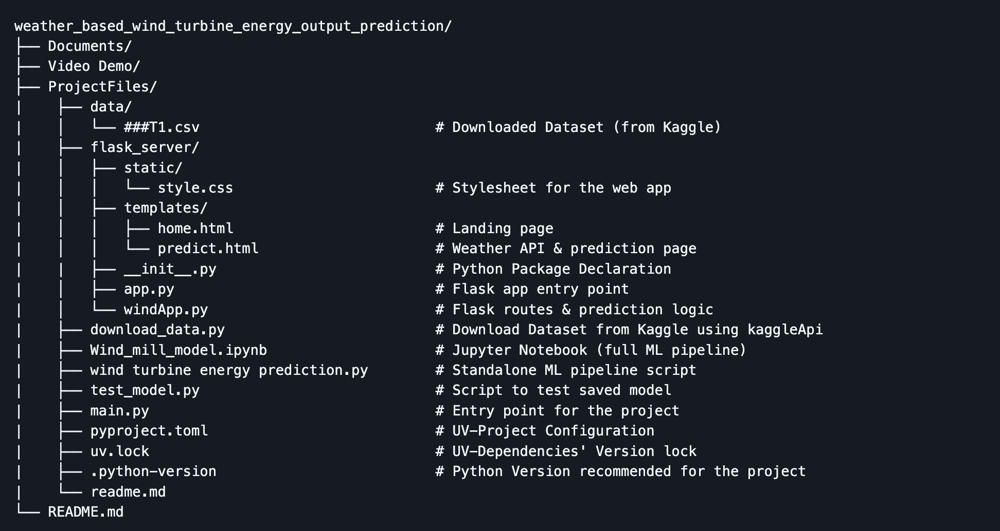 weather_based_wind_turbine_energy_output_prediction/
├── Documents/
├── Video Demo/
├── ProjectFiles/
|    ├── data/
|    │   └── ###T1.csv                            # Downloaded Dataset (from Kaggle)
|    ├── flask_server/
|    │   ├── static/
|    │   │   └── style.css                        # Stylesheet for the web app
|    │   ├── templates/
|    │   │   ├── home.html                        # Landing page
|    │   │   └── predict.html                     # Weather API & prediction page
|    │   ├── __init__.py                          # Python Package Declaration
|    │   ├── app.py                               # Flask app entry point
|    │   └── windApp.py                           # Flask routes & prediction logic
|    ├── download_data.py                         # Download Dataset from Kaggle using kaggleApi
|    ├── Wind_mill_model.ipynb                    # Jupyter Notebook (full ML pipeline)
|    ├── wind turbine energy prediction.py        # Standalone ML pipeline script
|    ├── test_model.py                            # Script to test saved model
|    ├── main.py                                  # Entry point for the project
|    ├── pyproject.toml                           # UV-Project Configuration
|    ├── uv.lock                                  # UV-Dependencies' Version lock
|    ├── .python-version                          # Python Version recommended for the project
|    └── readme.md
└── README.md